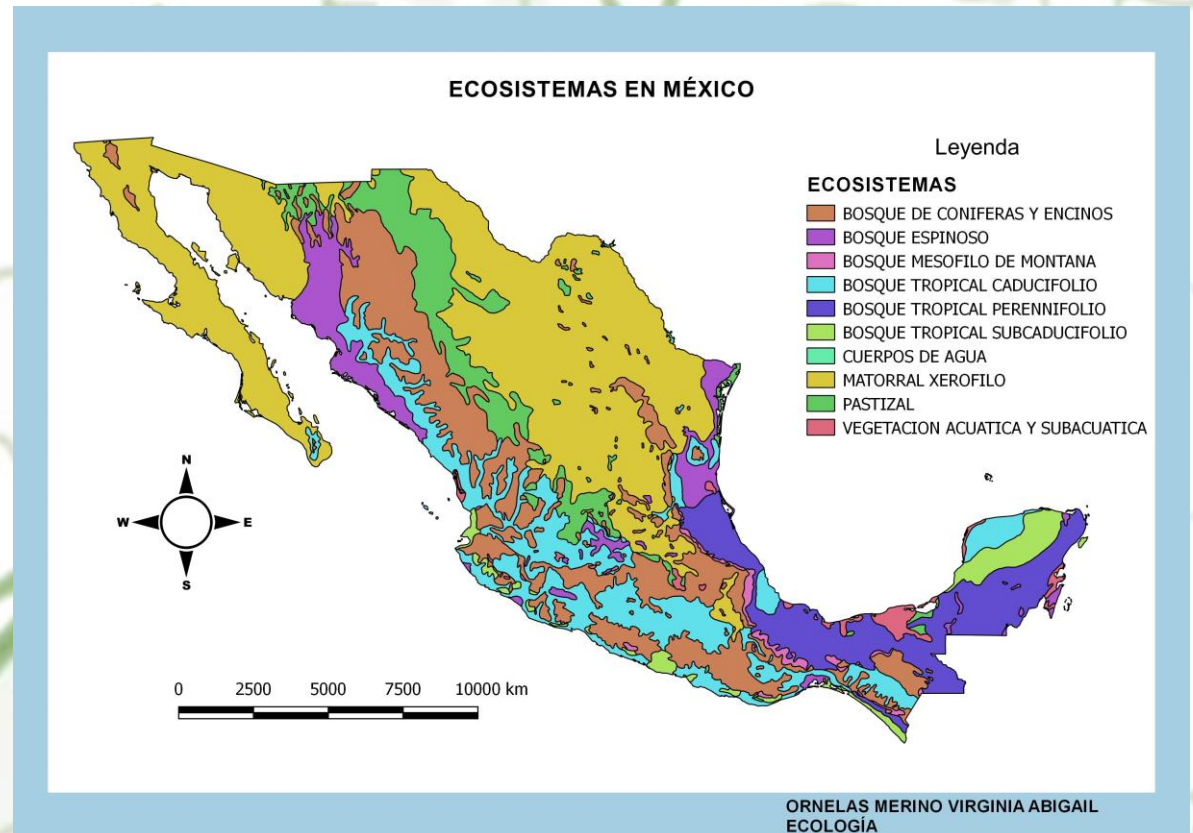 ECOSISTEMAS EN MÉXICO
Leyenda
ECOSISTEMAS
BOSQUE DE CONIFERAS Y ENCINOS
BOSQUE ESPINOSO
BOSQUE MESOFILO DE MONTANA
BOSQUE TROPICAL CADUCIFOLIO
BOSQUE TROPICAL PERENNIFOLIO
BOSQUE TROPICAL SUBCADUCIFOLIO
CUERPOS DE AGUA
MATORRAL XEROFILO
PASTIZAL
VEGETACION ACUATICA Y SUBACUATICA
N
W E
S
0 2500 5000 7500 10000 km
ORNELAS MERINO VIRGINIA ABIGAIL
ECOLOGÍA